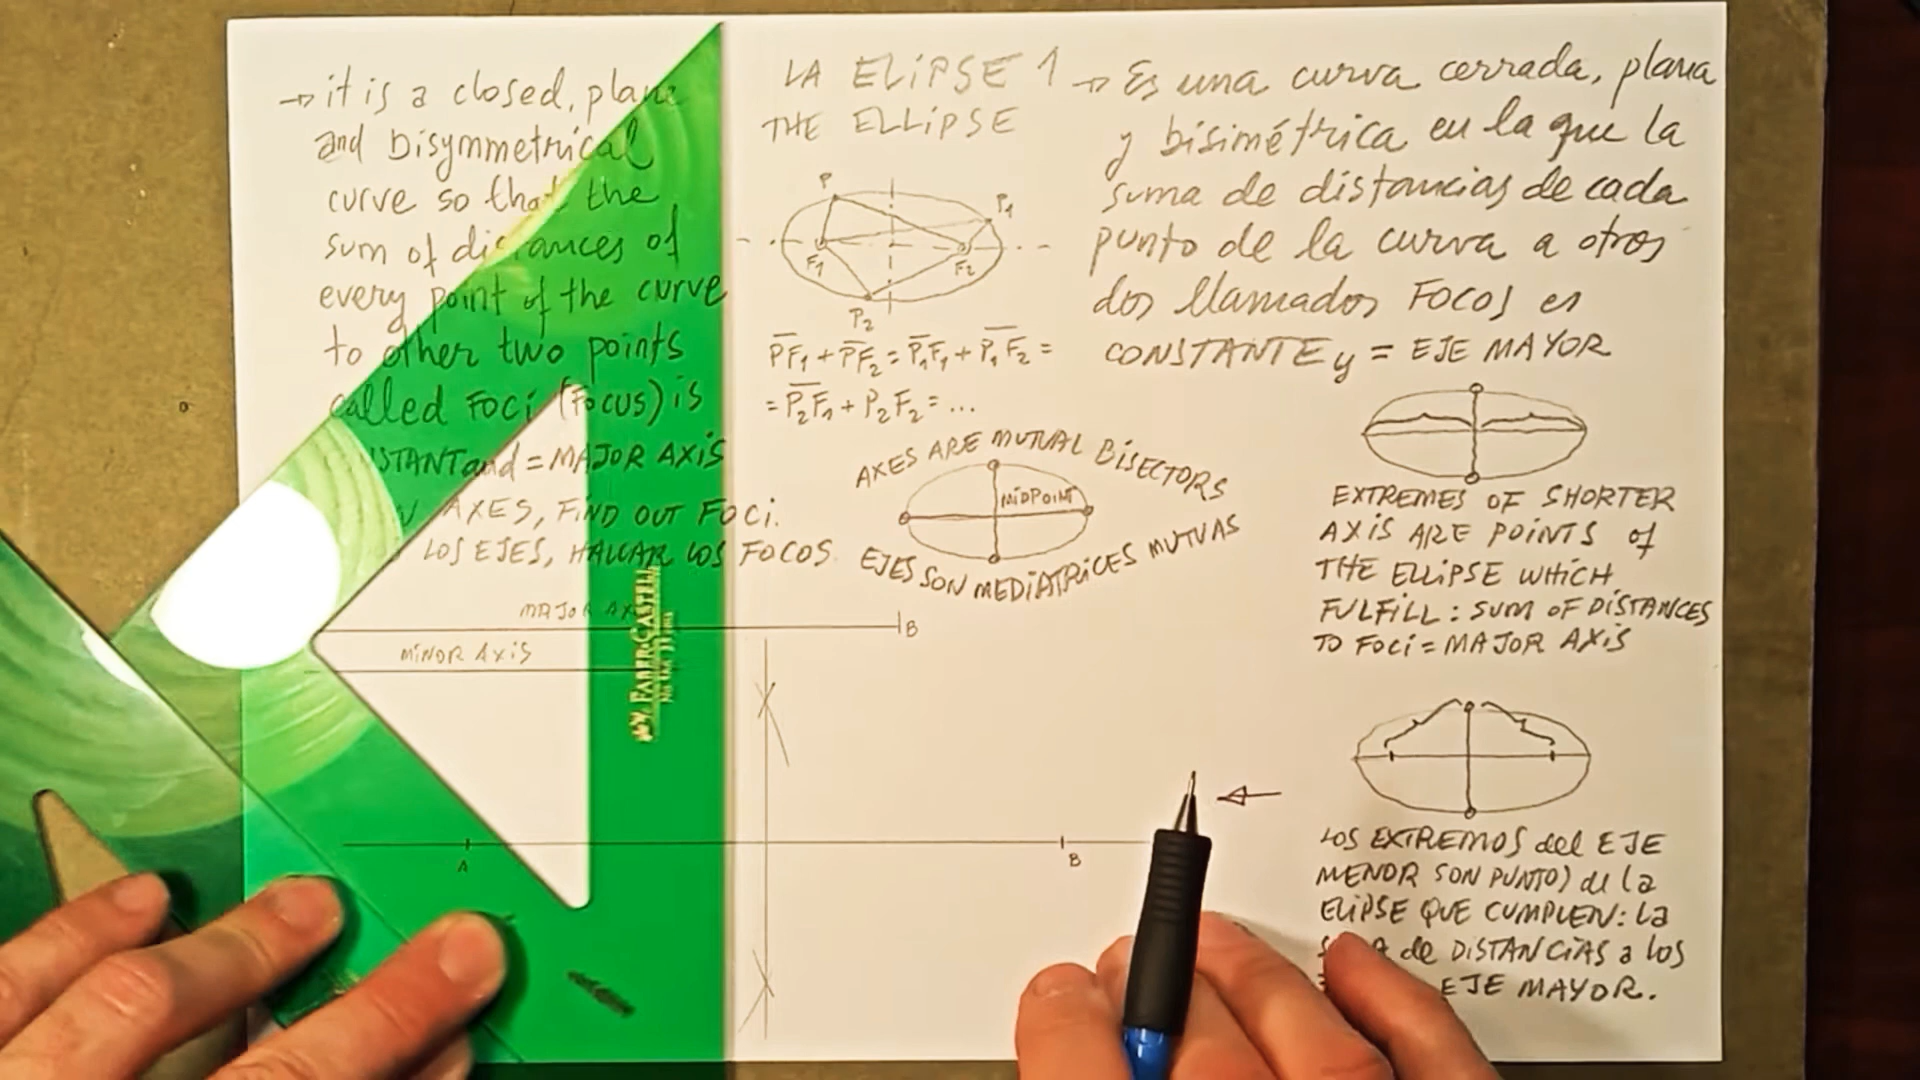 → it is a closed, plane
and bisymmetrical
curve so that the
sum of distances of
every point of the curve
to other two points
called FOCi (FOCUS) is
and = MAJOR AXIS
AXES, FIND OUT FOCi.
LOS EJES, HALLAR LOS FOCOS.
LA ELIPSE 1
THE ELLIPSE
P
P1
F1
F2
P2
PF1 + PF2 = P1F1 + P1F2 =
= P2F1 + P2F2 = ...
AXES ARE MUTUAL BISECTORS
MIDPOINT
EJES SON MEDIATRICES MUTUAS
→ Es una curva cerrada, plana
y bisimétrica en la que la
suma de distancias de cada
punto de la curva a otros
dos llamados FOCOS es
CONSTANTE y = EJE MAYOR
EXTREMES OF SHORTER
AXIS ARE POINTS of
THE ELLIPSE WHICH
FULFILL: SUM OF DISTANCES
TO FOCI = MAJOR AXIS
LOS EXTREMOS del EJE
MENOR SON PUNTOS de la
ELIPSE QUE CUMPLEN: La
de DISTANCIAS a los
EJE MAYOR.
MAJOR
B
MINOR AXIS
A
B
FABER-CASTELL